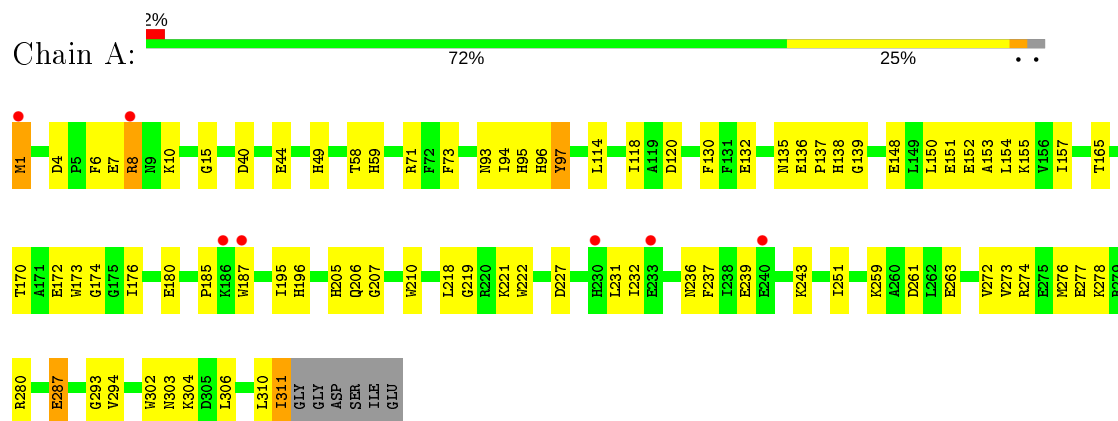 2%
Chain A:
72% 25% • •
M1 D4 P5 F6 E7 R8 N9 K10 G15 D40 E44 H49 T58 H59 R71 F72 F73 N93 I94 H95 H96 Y97 L114 I118 A119 D120 F130 F131 E132 N135 E136 P137 H138 G139 E148 L149 L150 E151 E152 A153 L154 K155 V156 I157 T165
T170 A171 E172 W173 G174 G175 I176 E180 P185 K186 W187 I195 H196 H205 Q206 G207 W210 L218 G219 R220 K221 W222 D227 H230 L231 I232 E233 N236 F237 I238 E239 E240 K243 I251 K259 A260 D261 L262 E263 V272 V273 R274 E275 M276 E277 K278 R279
R280 E287 G293 V294 W302 N303 K304 D305 L306 L310 I311 GLY GLY ASP SER ILE GLU